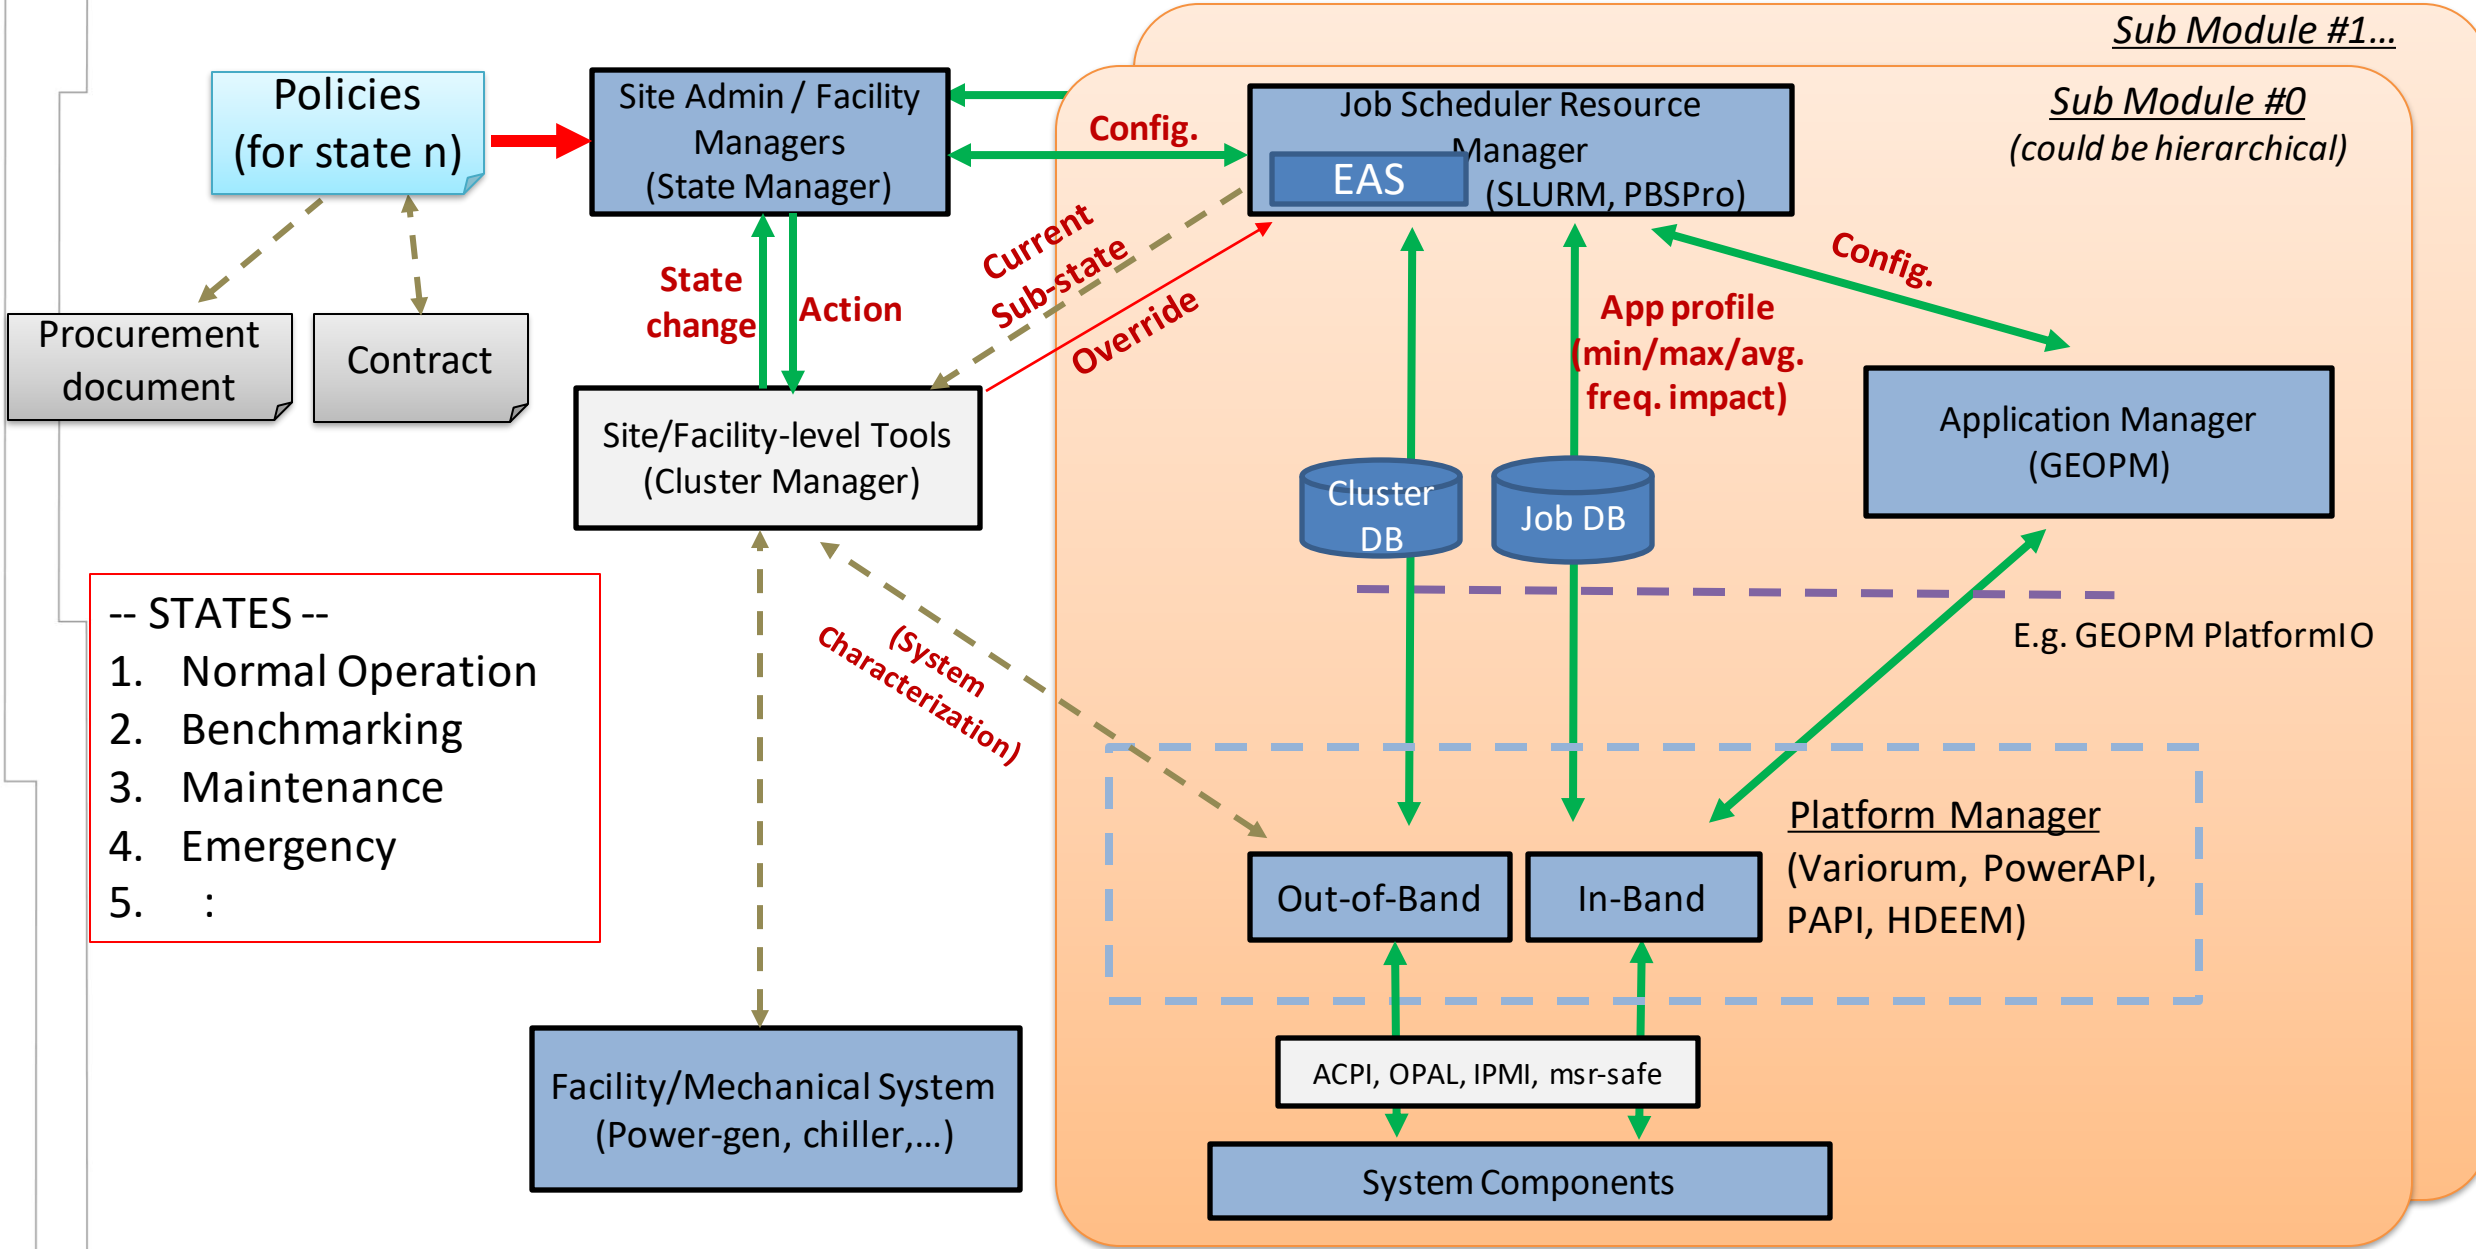 Sub Module #1...
Sub Module #0
(could be hierarchical)
Policies
(for state n)
Site Admin / Facility
Managers
(State Manager)
Config.
Job Scheduler Resource
Manager
(SLURM, PBSPro)
EAS
Procurement
document
Contract
State
change
Action
Current
Sub-state
Override
App profile
(min/max/avg.
freq. impact)
Config.
Site/Facility-level Tools
(Cluster Manager)
Cluster
DB
Job DB
Application Manager
(GEOPM)
E.g. GEOPM PlatformIO
-- STATES --
1. Normal Operation
2. Benchmarking
3. Maintenance
4. Emergency
5. :
(System
Characterization)
Platform Manager
(Variorum, PowerAPI,
PAPI, HDEEM)
Out-of-Band
In-Band
Facility/Mechanical System
(Power-gen, chiller,...)
ACPI, OPAL, IPMI, msr-safe
System Components